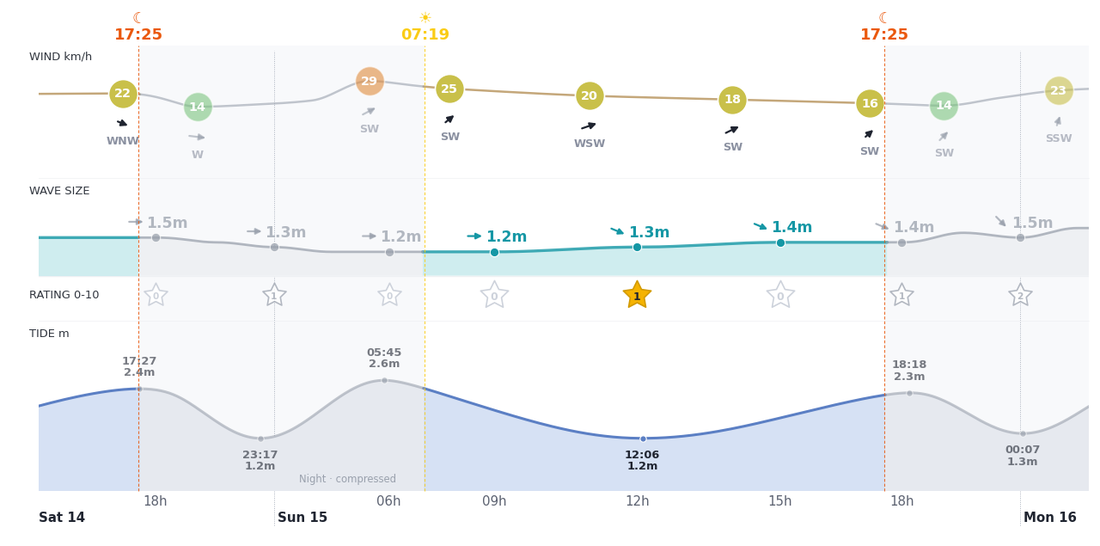 17:25
07:19
17:25
WIND km/h
22
14
29
25
20
18
16
14
23
WNW
W
SW
SW
WSW
SW
SW
SW
SSW
WAVE SIZE
1.5m
1.3m
1.2m
1.2m
1.3m
1.4m
1.4m
1.5m
RATING 0-10
0
1
0
0
1
0
1
2
TIDE m
17:27
2.4m
23:17
1.2m
05:45
2.6m
12:06
1.2m
18:18
2.3m
00:07
1.3m
Night · compressed
18h
06h
09h
12h
15h
18h
Sat 14
Sun 15
Mon 16